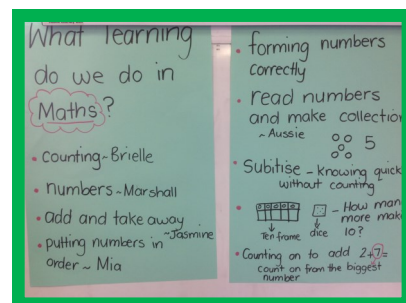 What learning
do we do in
Maths?
• counting ~ Brielle
• numbers ~ Marshall
• add and take away
~ Jasmine
• putting numbers in
order ~ Mia
• forming numbers
correctly
• read numbers
and make collection
~ Aussie
5
• Subitise – knowing quick
without counting
– How man
more mak
Ten frame dice 10?
• Counting on to add 2+7=
count on from the biggest
number